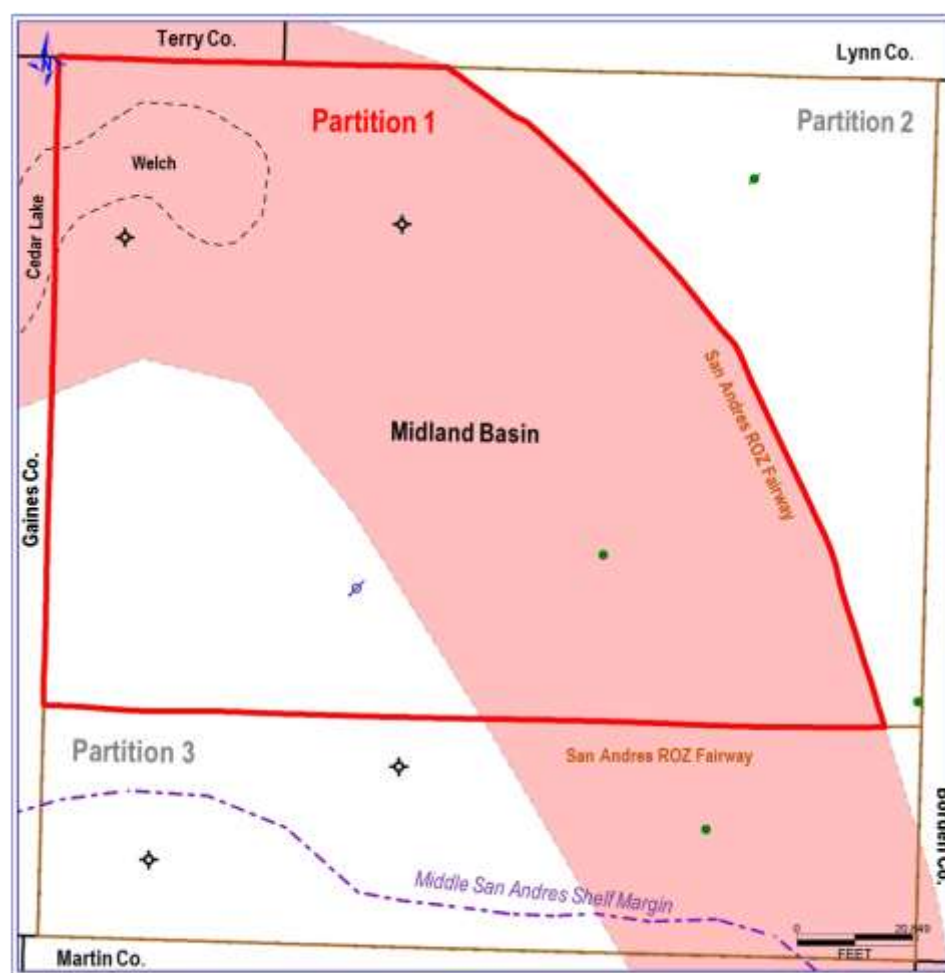 Terry Co.
Lynn Co.
N
Partition 1
Partition 2
Welch
Cedar Lake
San Andres ROZ Fairway
Midland Basin
Gaines Co.
Partition 3
San Andres ROZ Fairway
Borden Co.
Middle San Andres Shelf Margin
0
FEET
Martin Co.